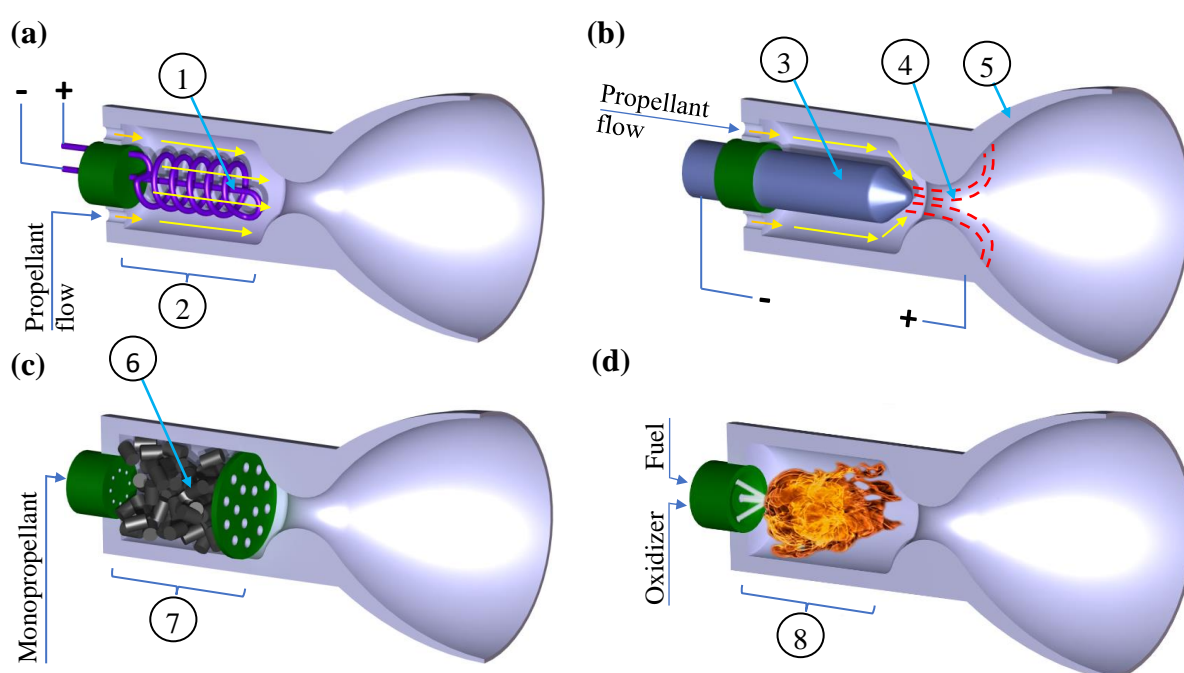 (a)
- +
1
Propellant
flow
2
(b)
Propellant
flow
3
4
5
-
+
(c)
6
Monopropellant
7
(d)
Fuel
Oxidizer
8